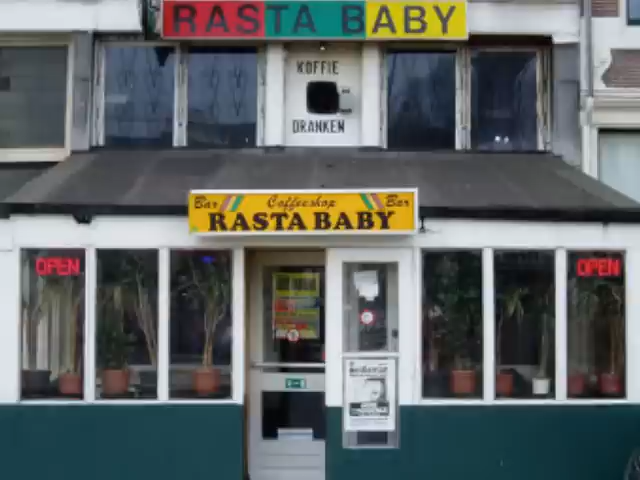 RASTA BABY
KOFFIE
DRANKEN
Bar Coffeeshop Bar
RASTA BABY
OPEN
OPEN